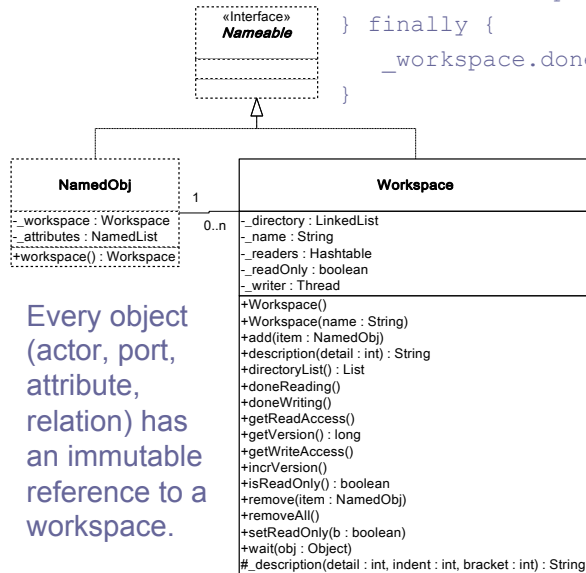 «Interface»
Nameable
} finally {
_workspace.done
}
NamedObj
-_workspace : Workspace
-_attributes : NamedList
+workspace() : Workspace
1
0..n
Workspace
-_directory : LinkedList
-_name : String
-_readers : Hashtable
-_readOnly : boolean
-_writer : Thread
+Workspace()
+Workspace(name : String)
+add(item : NamedObj)
+description(detail : int) : String
+directoryList() : List
+doneReading()
+doneWriting()
+getReadAccess()
+getVersion() : long
+getWriteAccess()
+incrVersion()
+isReadOnly() : boolean
+remove(item : NamedObj)
+removeAll()
+setReadOnly(b : boolean)
+wait(obj : Object)
#_description(detail : int, indent : int, bracket : int) : String
Every object
(actor, port,
attribute,
relation) has
an immutable
reference to a
workspace.